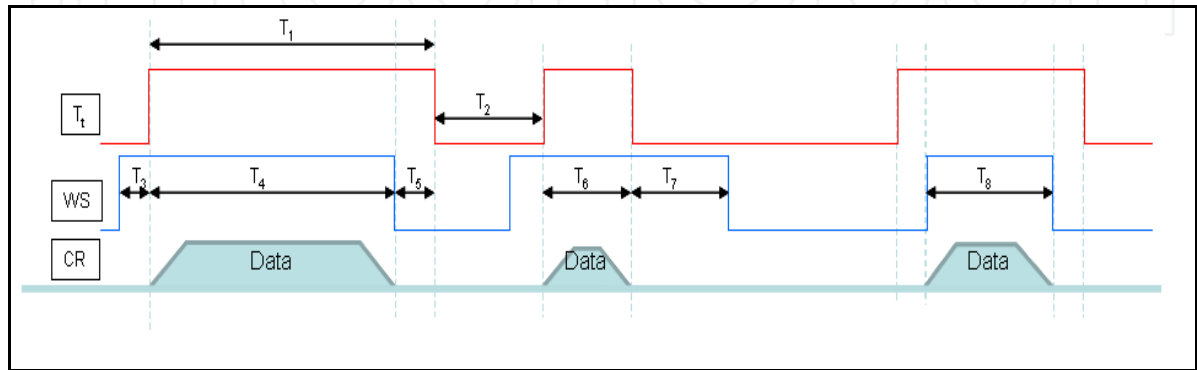 T₁
Tₜ
T₂
T₃ T₄ T₅ T₆ T₇ T₈
WS
CR
Data Data Data